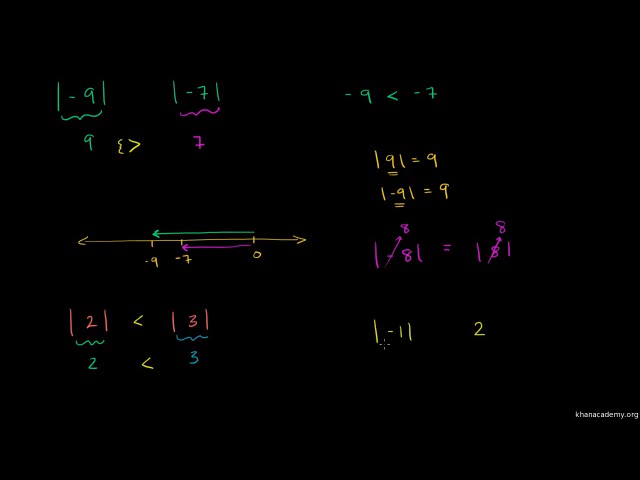 |-9| |-7|
9 {> 7
-9 -7 0
|2| < |3|
2 < 3
-9 < -7
|9| = 9
|-9| = 9
8 8
|-8| = |8|
|-1| 2
khanacademy.org